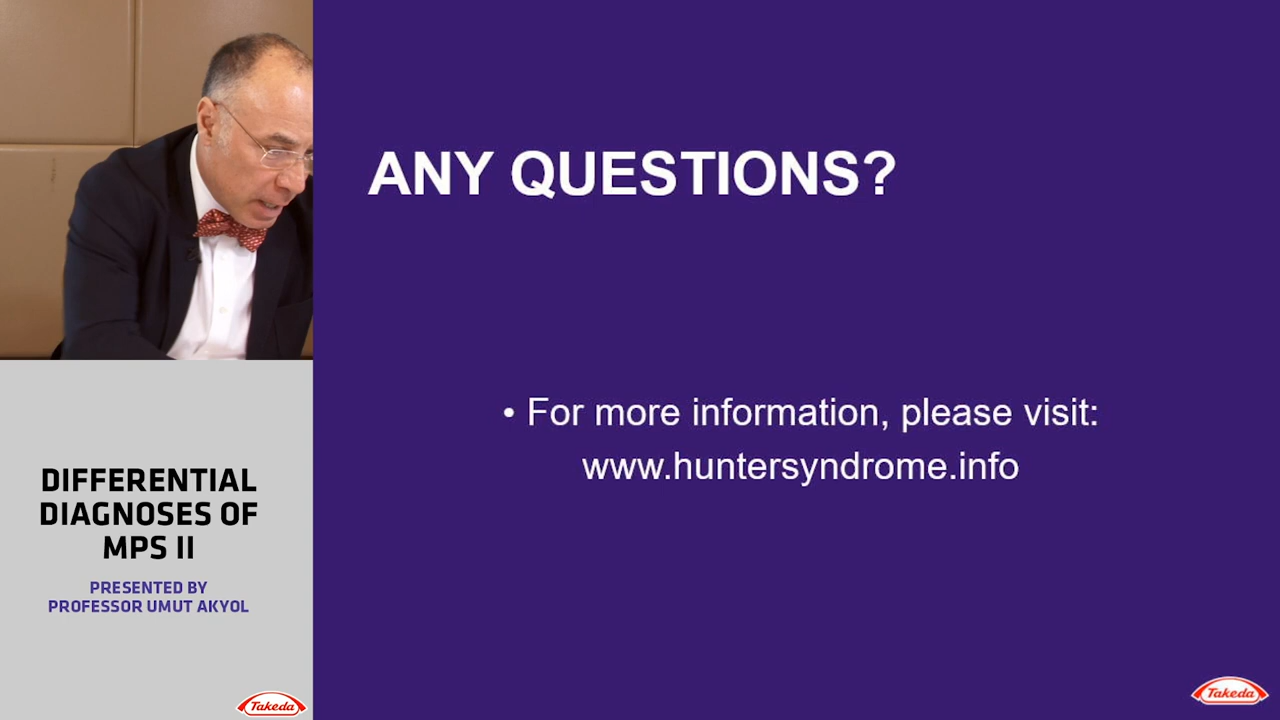 ANY QUESTIONS?
• For more information, please visit:
www.huntersyndrome.info
DIFFERENTIAL
DIAGNOSES OF
MPS II
PRESENTED BY
PROFESSOR UMUT AKYOL
Takeda
Takeda